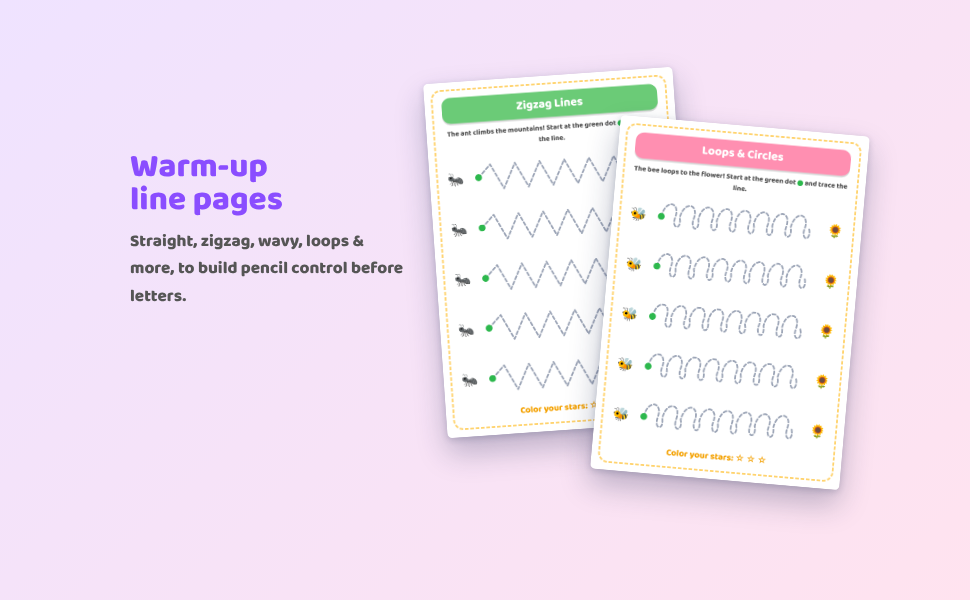 Warm-up
line pages
Straight, zigzag, wavy, loops &
more, to build pencil control before
letters.
Zigzag Lines
The ant climbs the mountains! Start at the green dot
the line.
Color your stars: ☆
Loops & Circles
The bee loops to the flower! Start at the green dot and trace the
line.
Color your stars: ☆ ☆ ☆